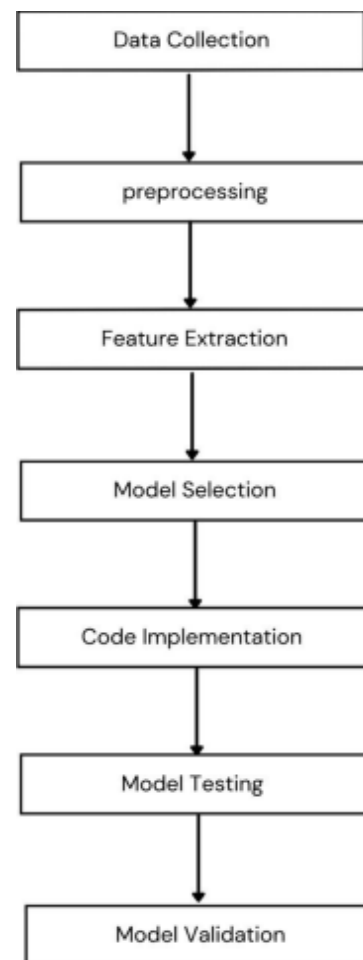 Data Collection
preprocessing
Feature Extraction
Model Selection
Code Implementation
Model Testing
Model Validation